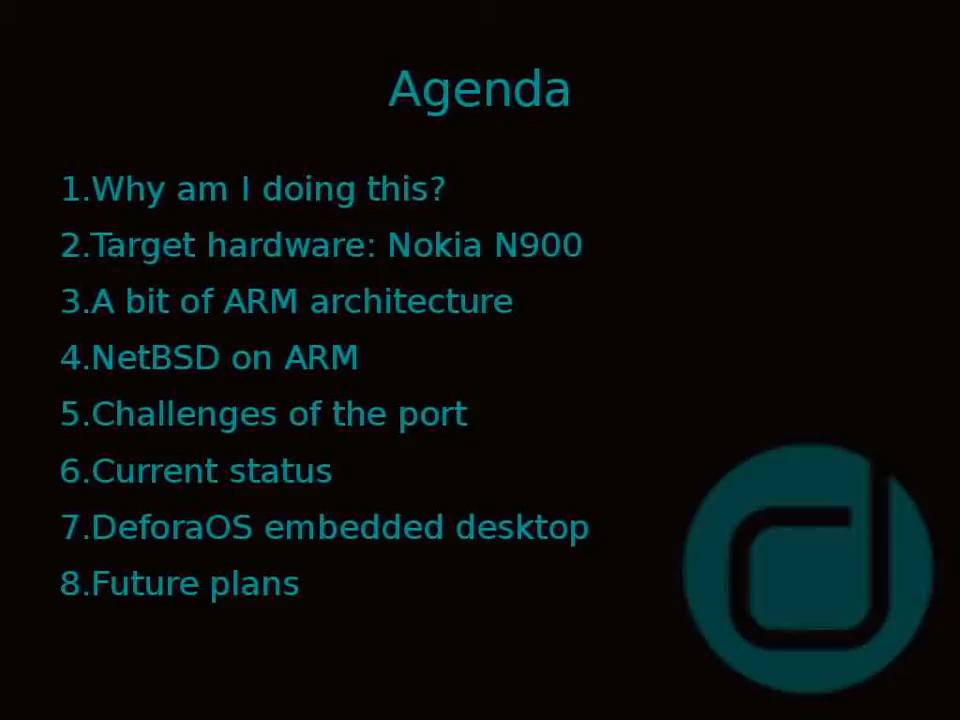 Agenda
1.Why am I doing this?
2.Target hardware: Nokia N900
3.A bit of ARM architecture
4.NetBSD on ARM
5.Challenges of the port
6.Current status
7.DeforaOS embedded desktop
8.Future plans